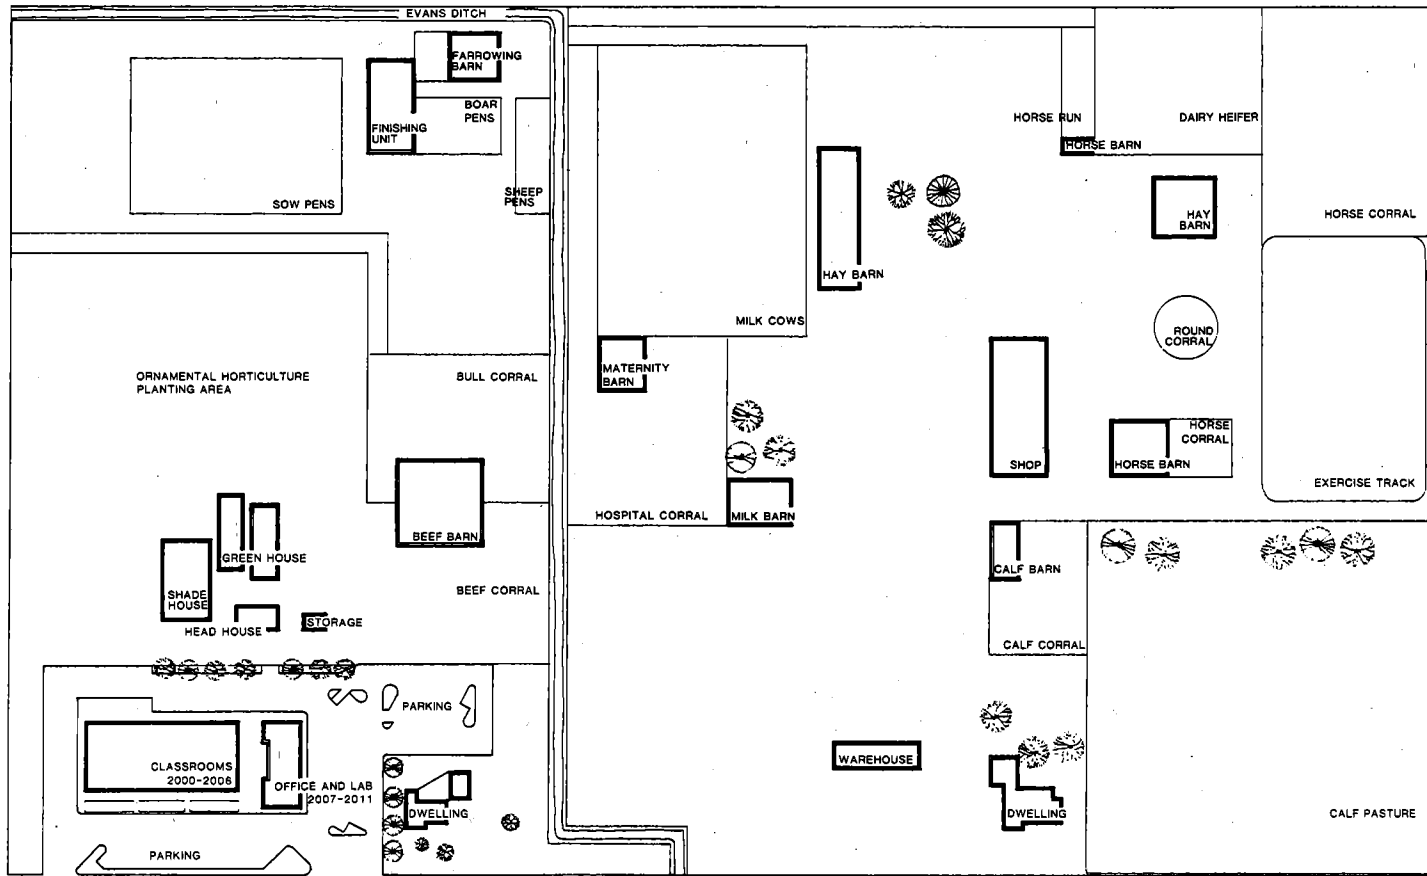 EVANS DITCH
FARROWING
BARN
BOAR
PENS
FINISHING
UNIT
SHEEP
PENS
SOW PENS
HORSE RUN
DAIRY HEIFER
HORSE BARN
HAY
BARN
HORSE CORRAL
HAY BARN
MILK COWS
ROUND
CORRAL
MATERNITY
BARN
ORNAMENTAL HORTICULTURE
PLANTING AREA
BULL CORRAL
HORSE
CORRAL
SHOP
HORSE BARN
EXERCISE TRACK
HOSPITAL CORRAL
MILK BARN
BEEF BARN
GREEN HOUSE
CALF BARN
SHADE
HOUSE
BEEF CORRAL
HEAD HOUSE
STORAGE
CALF CORRAL
PARKING
CLASSROOMS
2000-2006
OFFICE AND LAB
2007-2011
WAREHOUSE
DWELLING
DWELLING
CALF PASTURE
PARKING